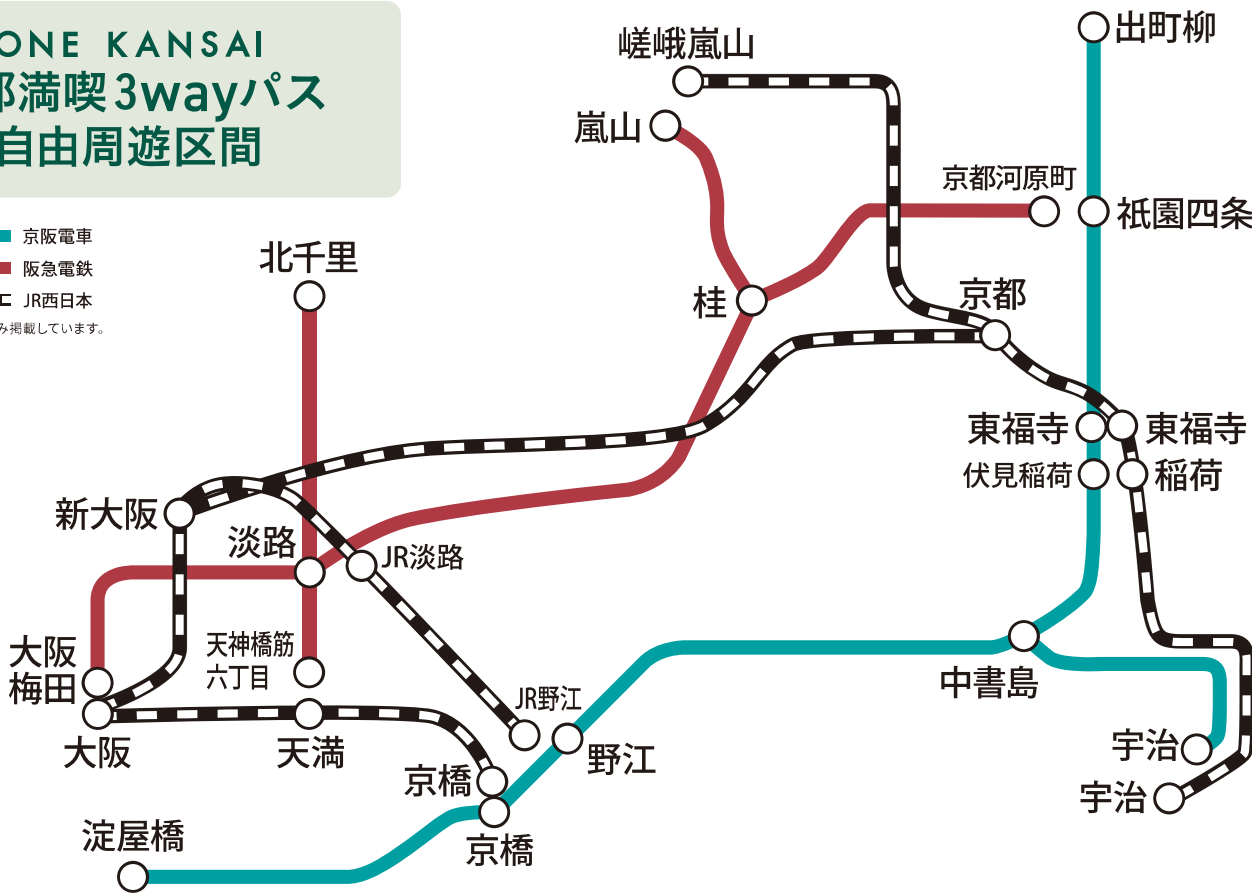 ONE KANSAI
都満喫3wayパス
自由周遊区間
京阪電車
阪急電鉄
JR西日本
み掲載しています。
出町柳
嵯峨嵐山
嵐山
京都河原町
祇園四条
北千里
桂
京都
東福寺
東福寺
伏見稲荷
稲荷
新大阪
淡路
JR淡路
大阪
梅田
天神橋筋
六丁目
大阪
天満
JR野江
野江
京橋
京橋
淀屋橋
中書島
宇治
宇治